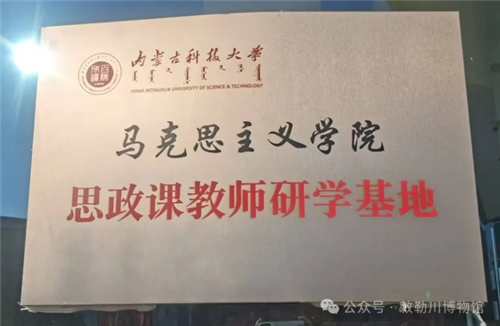 内蒙古科技大学
INNER MONGOLIA UNIVERSITY OF SCIENCE & TECHNOLOGY
马克思主义学院
思政课教师研学基地
公众号·敕勒川博物馆